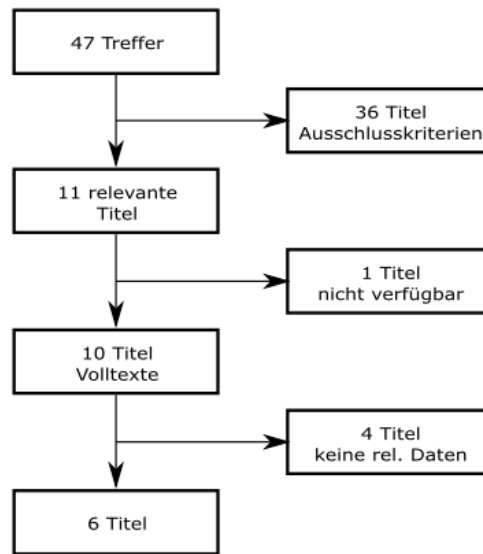 47 Treffer
36 Titel
Ausschlusskriterien
11 relevante
Titel
1 Titel
nicht verfügbar
10 Titel
Volltexte
4 Titel
keine rel. Daten
6 Titel